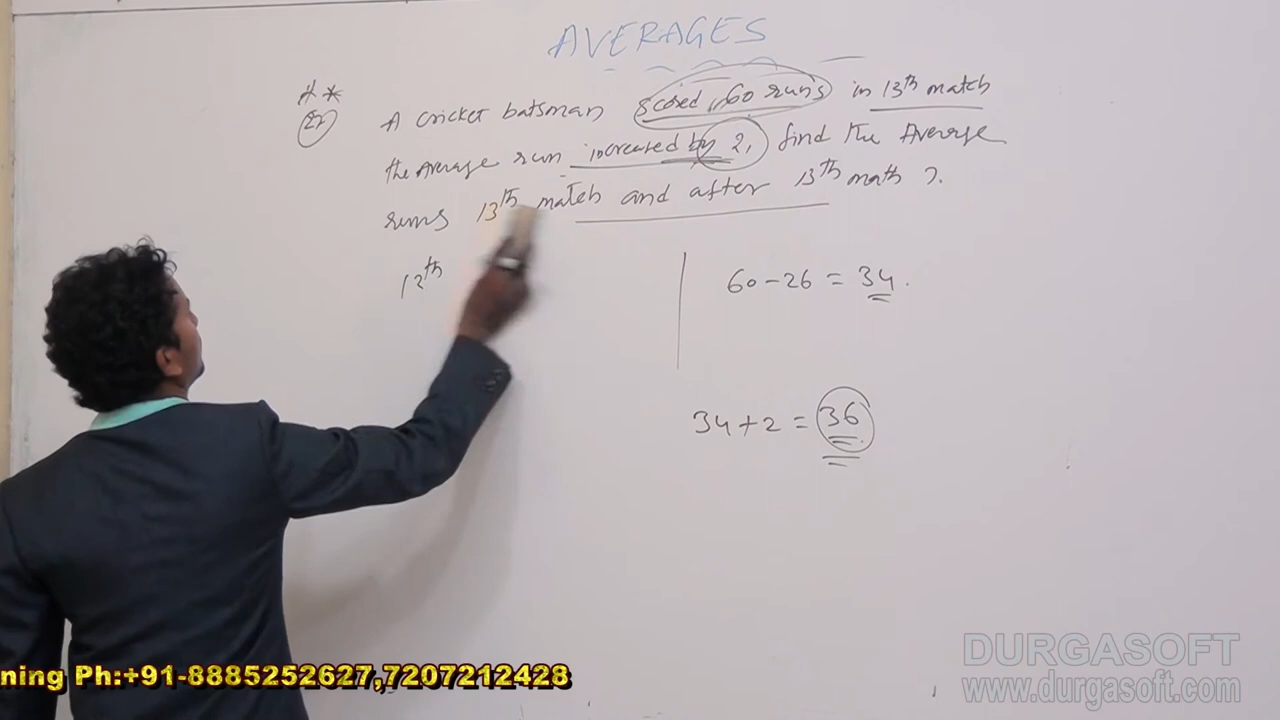 AVERAGES
Ex
A cricket batsman scored 60 runs in 13th match
the Average run increased by 2, find the Average
runs 13th match and after 13th math ?
12th
60-26 = 34.
34+2 = 36
ning Ph:+91-8885252627,7207212428
DURGASOFT
www.durgasoft.com